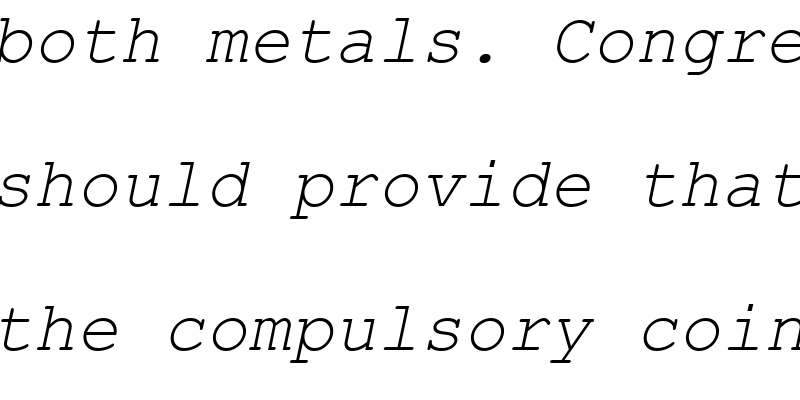 both metals. Congre
should provide that
the compulsory coin